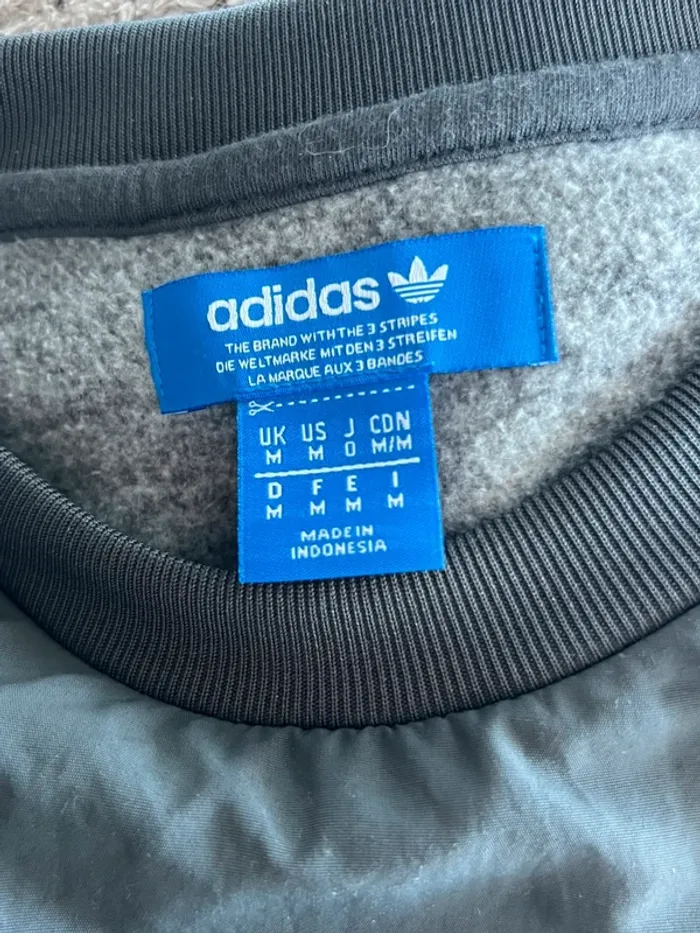 adidas
THE BRAND WITH THE 3 STRIPES
DIE WELTMARKE MIT DEN 3 STREIFEN
LA MARQUE AUX 3 BANDES
UK US J CDN
M M O M/M
D F E I
M M M M
MADE IN
INDONESIA